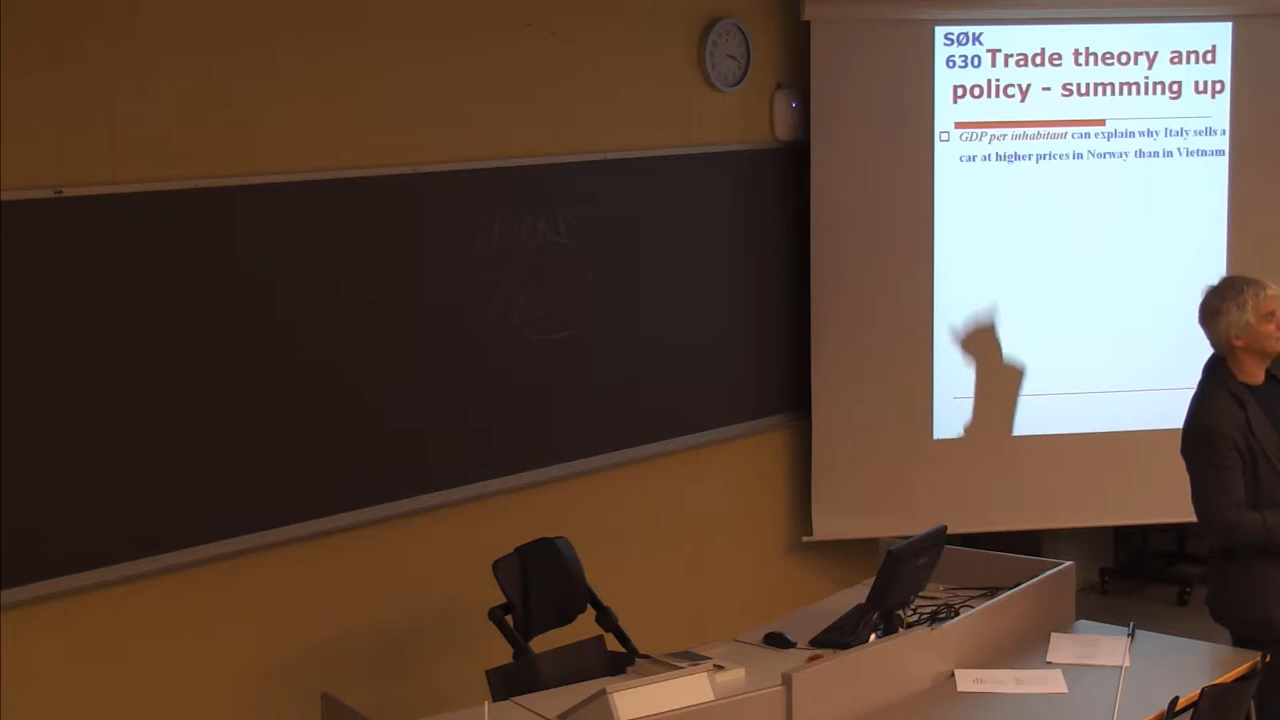 SØK
630 Trade theory and
policy - summing up
GDP per inhabitant can explain why Italy sells a
car at higher prices in Norway than in Vietnam